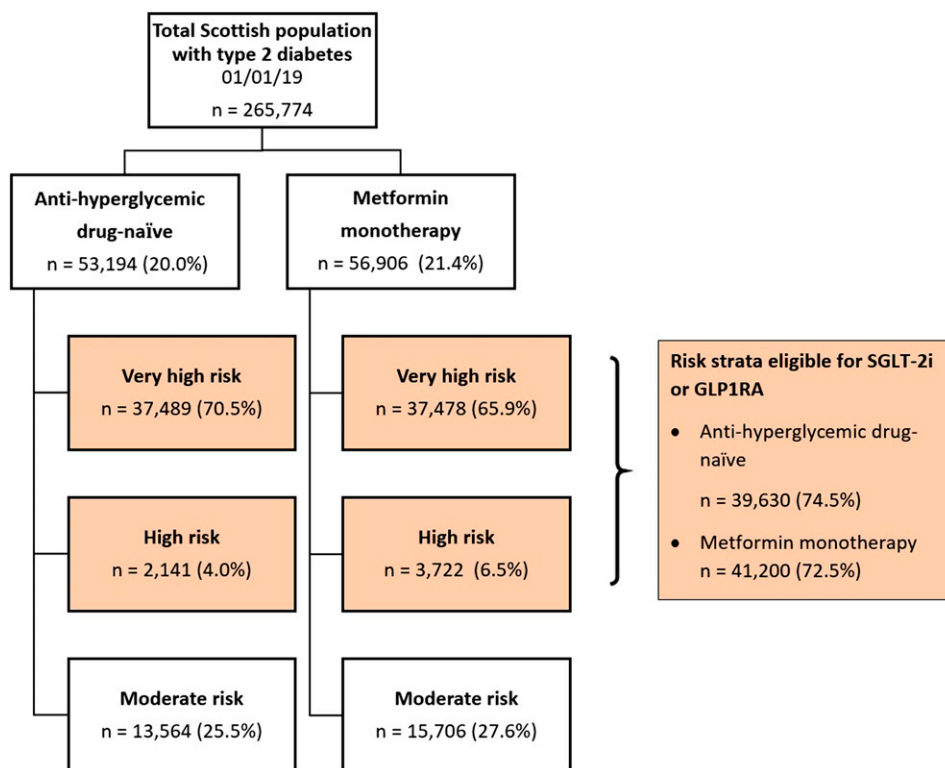 Total Scottish population
with type 2 diabetes
01/01/19
n = 265,774
Anti-hyperglycemic
drug-naïve
n = 53,194 (20.0%)
Metformin
monotherapy
n = 56,906 (21.4%)
Very high risk
n = 37,489 (70.5%)
Very high risk
n = 37,478 (65.9%)
High risk
n = 2,141 (4.0%)
High risk
n = 3,722 (6.5%)
Moderate risk
n = 13,564 (25.5%)
Moderate risk
n = 15,706 (27.6%)
Risk strata eligible for SGLT-2i
or GLP1RA
• Anti-hyperglycemic drug-
naïve
n = 39,630 (74.5%)
• Metformin monotherapy
n = 41,200 (72.5%)